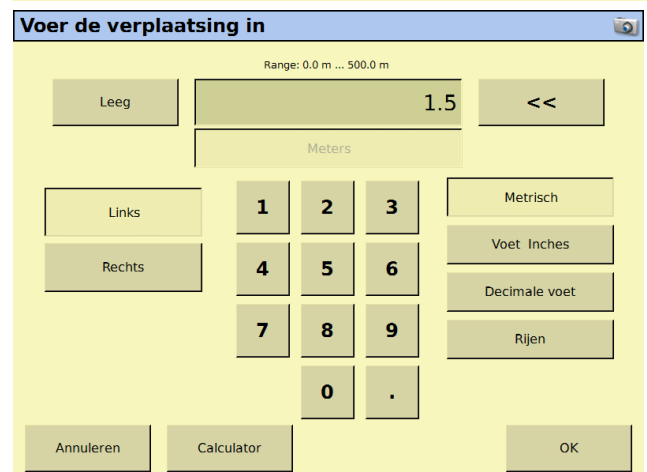 Voer de verplaatsing in
Range: 0.0 m ... 500.0 m
Leeg
1.5
<<
Meters
Links
Rechts
1 2 3
4 5 6
7 8 9
0 .
Metrisch
Voet Inches
Decimale voet
Rijen
Annuleren
Calculator
OK